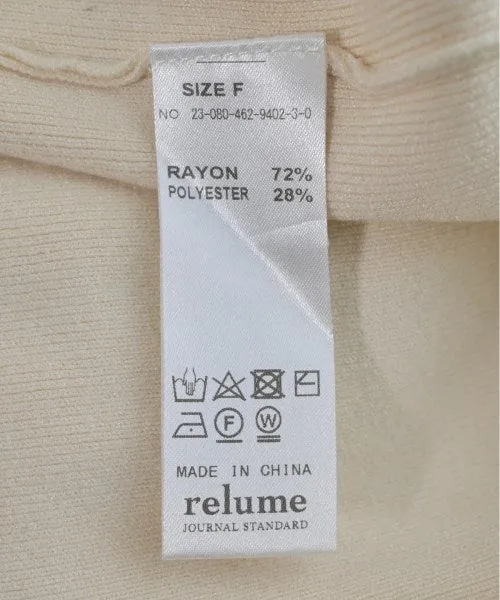 SIZE F
NO 23-080-462-9402-3-0
RAYON 72%
POLYESTER 28%
F W
MADE IN CHINA
relume
JOURNAL STANDARD